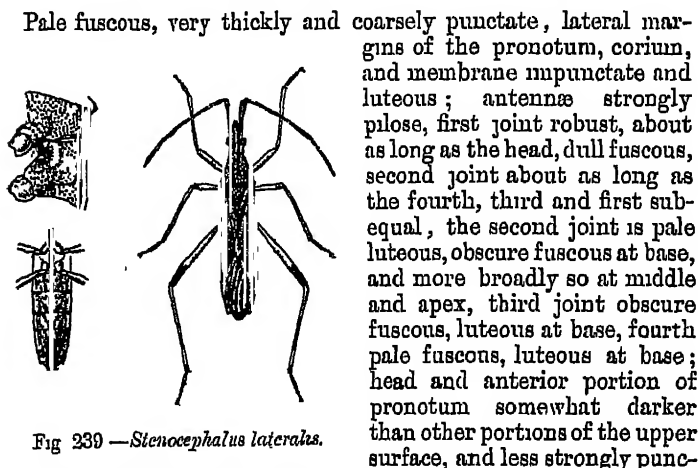 Pale fuscous, very thickly and coarsely punctate, lateral mar-
gins of the pronotum, corium,
and membrane impunctate and
luteous; antennæ strongly
pilose, first joint robust, about
as long as the head, dull fuscous,
second joint about as long as
the fourth, third and first sub-
equal, the second joint is pale
luteous, obscure fuscous at base,
and more broadly so at middle
and apex, third joint obscure
fuscous, luteous at base, fourth
pale fuscous, luteous at base;
head and anterior portion of
pronotum somewhat darker
than other portions of the upper
surface, and less strongly punc-
Fig 239 —Stenocephalus lateralis.